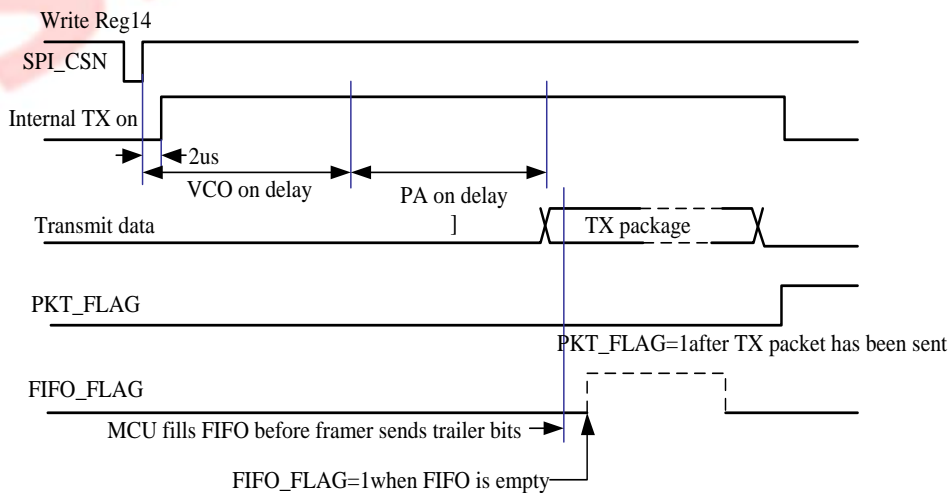 Write Reg14
SPI_CSN
Internal TX on
2us
VCO on delay
PA on delay
]
Transmit data
TX package
PKT_FLAG
PKT_FLAG=1after TX packet has been sent
FIFO_FLAG
MCU fills FIFO before framer sends trailer bits
FIFO_FLAG=1when FIFO is empty